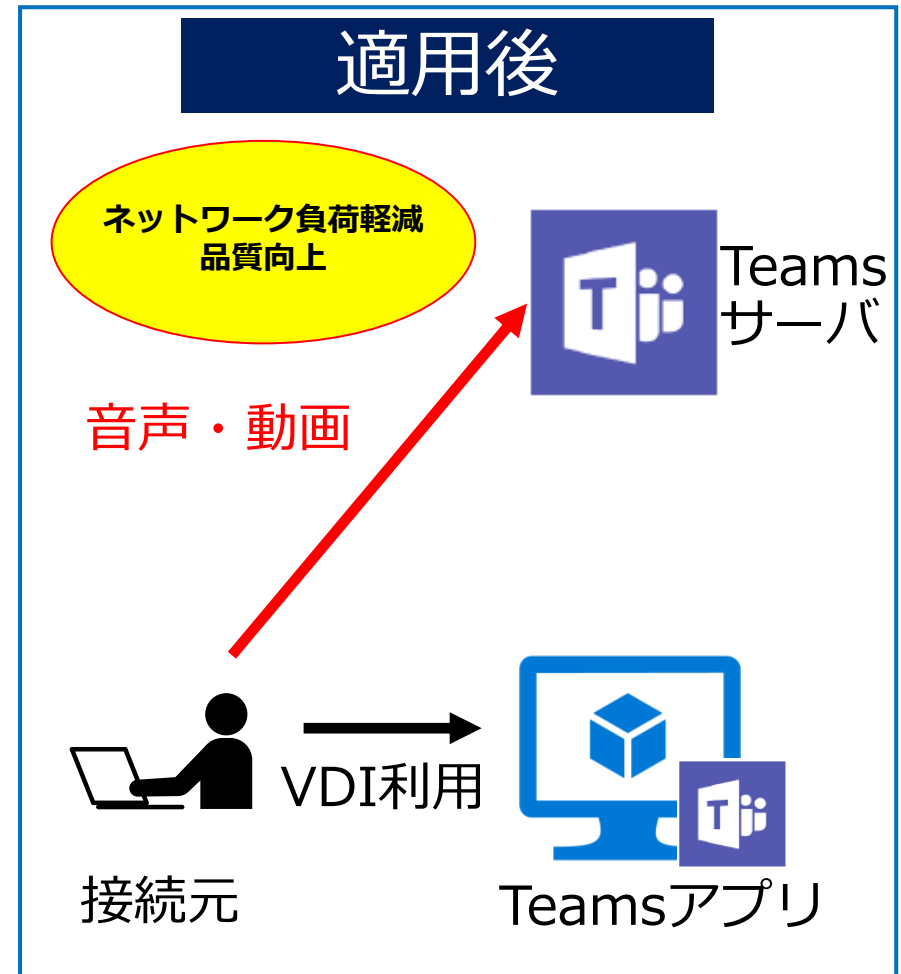 適用後
ネットワーク負荷軽減
品質向上
Teams
サーバ
音声・動画
VDI利用
接続元
Teamsアプリ